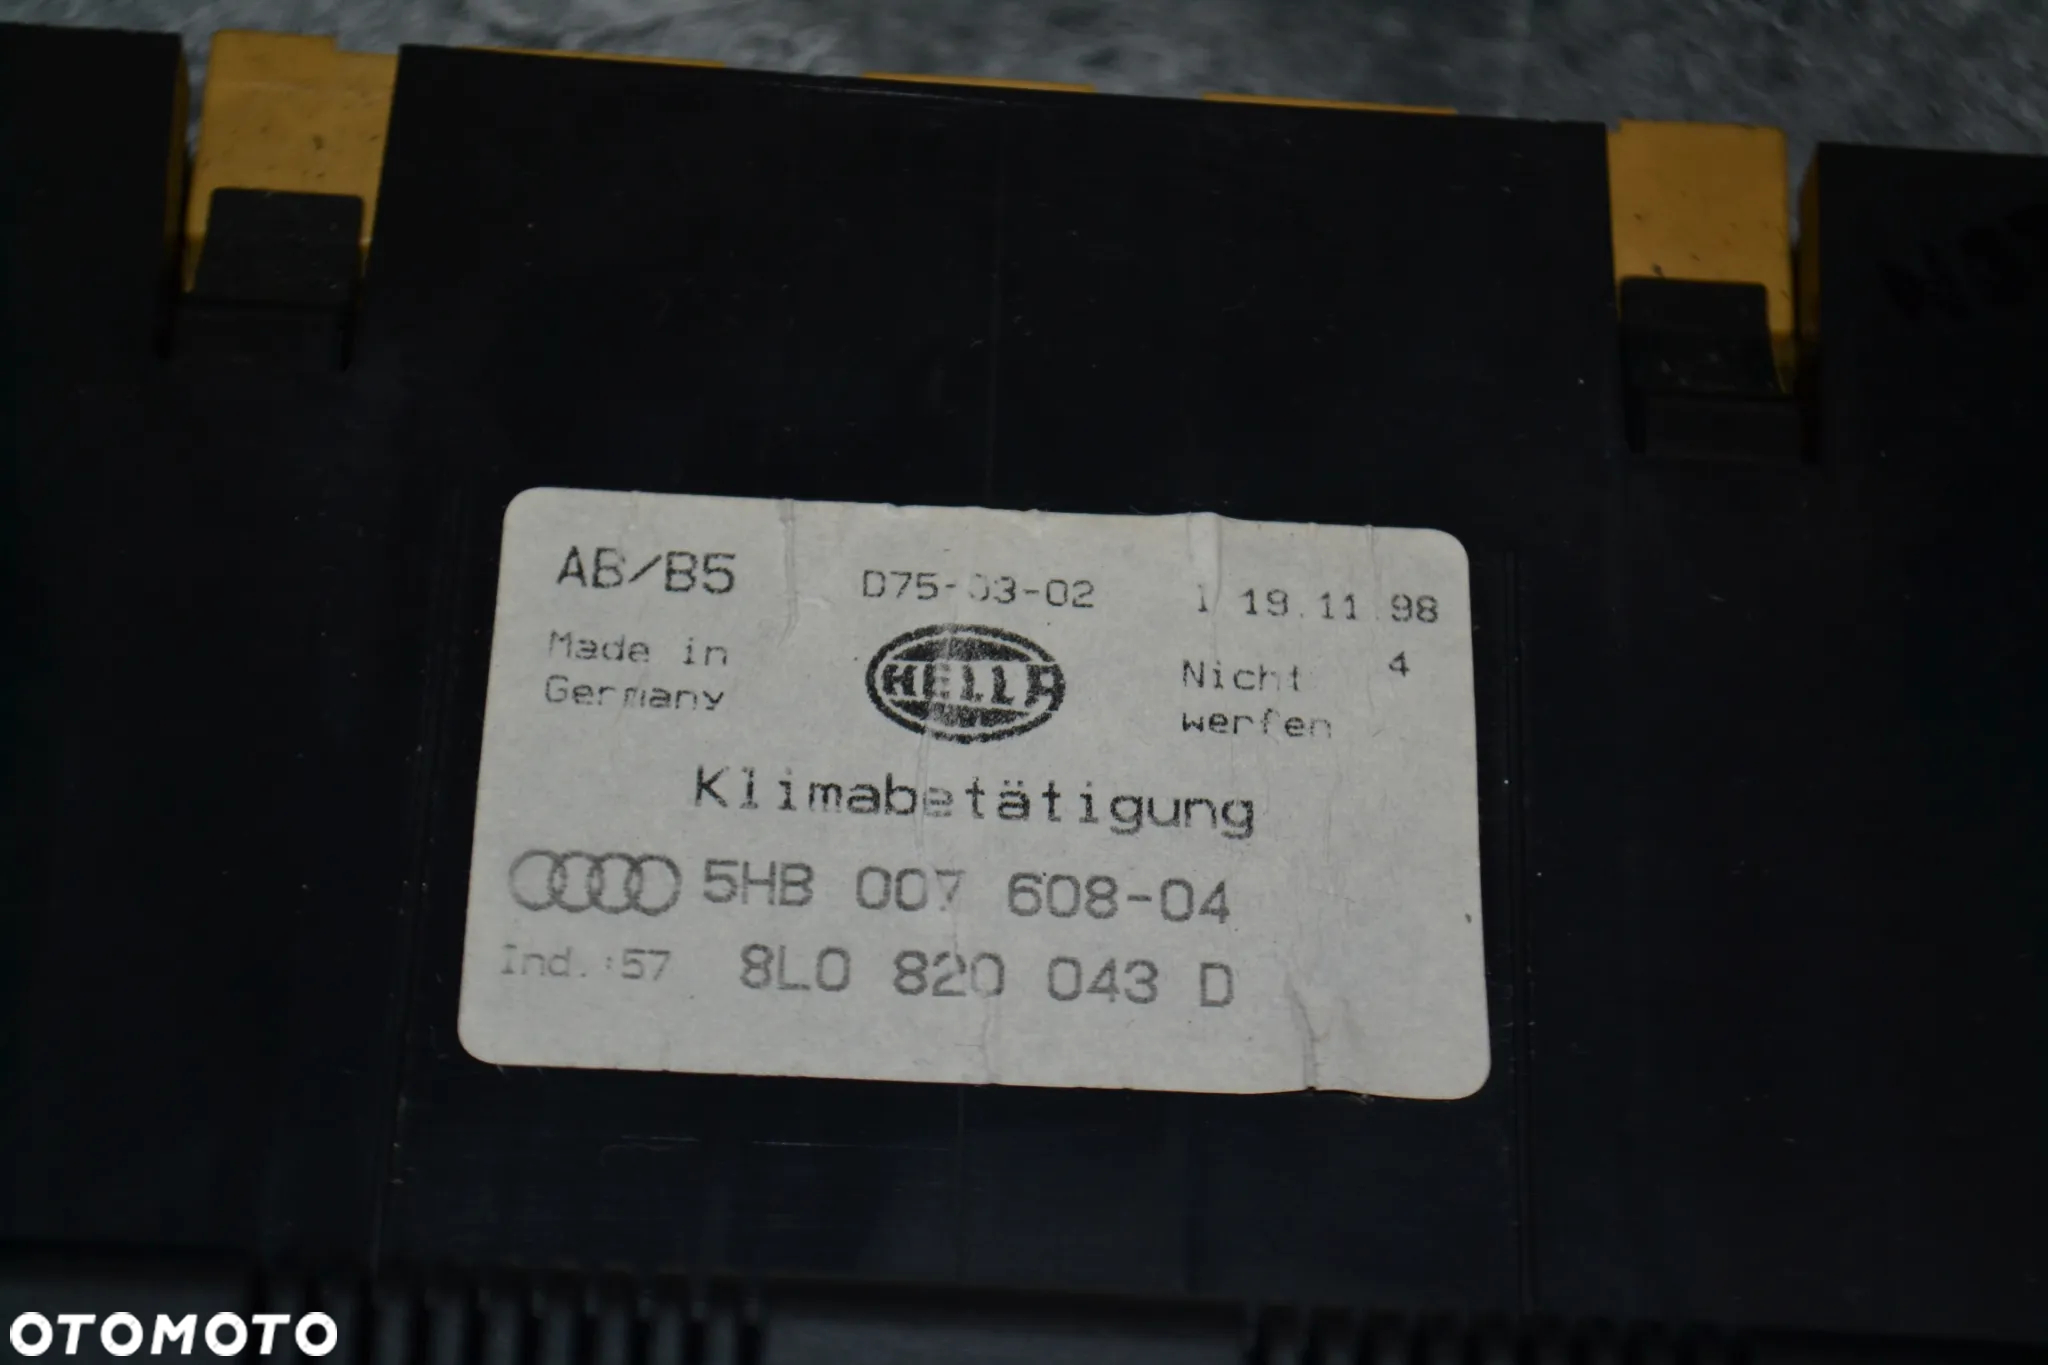 AB/B5 D75-03-02 1 19.11.98
Made in Germany
HELLA
Nicht werfen 4
Klimabetätigung
5HB 007 608-04
Ind.:57 8L0 820 043 D
OTOMOTO